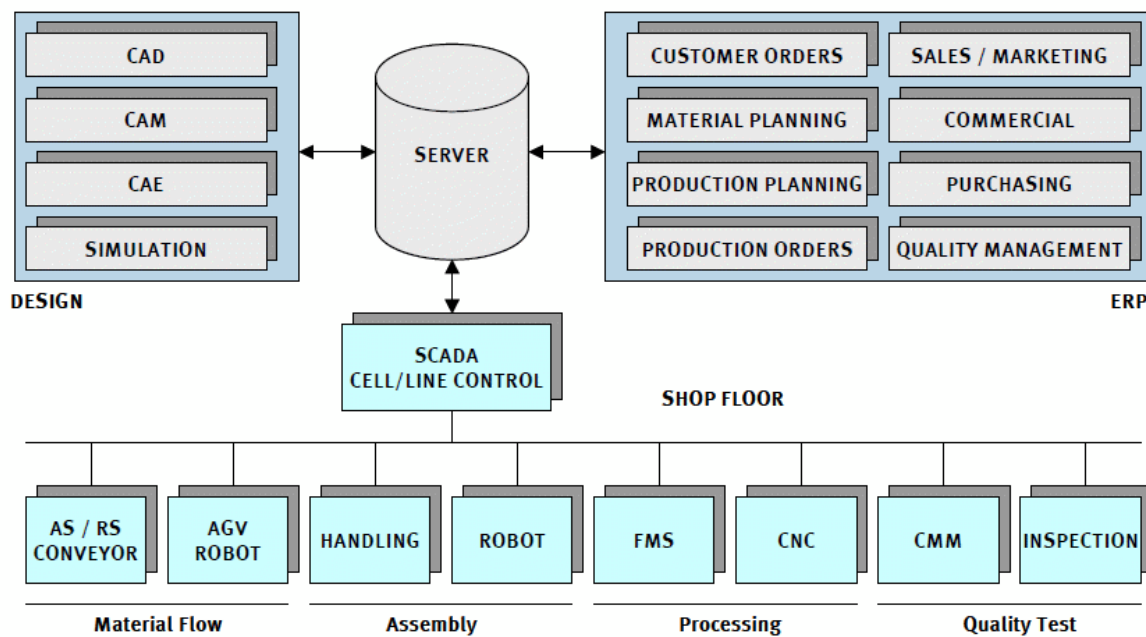 CAD
CAM
CAE
SIMULATION
DESIGN
SERVER
CUSTOMER ORDERS
SALES / MARKETING
MATERIAL PLANNING
COMMERCIAL
PRODUCTION PLANNING
PURCHASING
PRODUCTION ORDERS
QUALITY MANAGEMENT
ERP
SCADA
CELL/LINE CONTROL
SHOP FLOOR
AS / RS
CONVEYOR
AGV
ROBOT
HANDLING
ROBOT
FMS
CNC
CMM
INSPECTION
Material Flow
Assembly
Processing
Quality Test